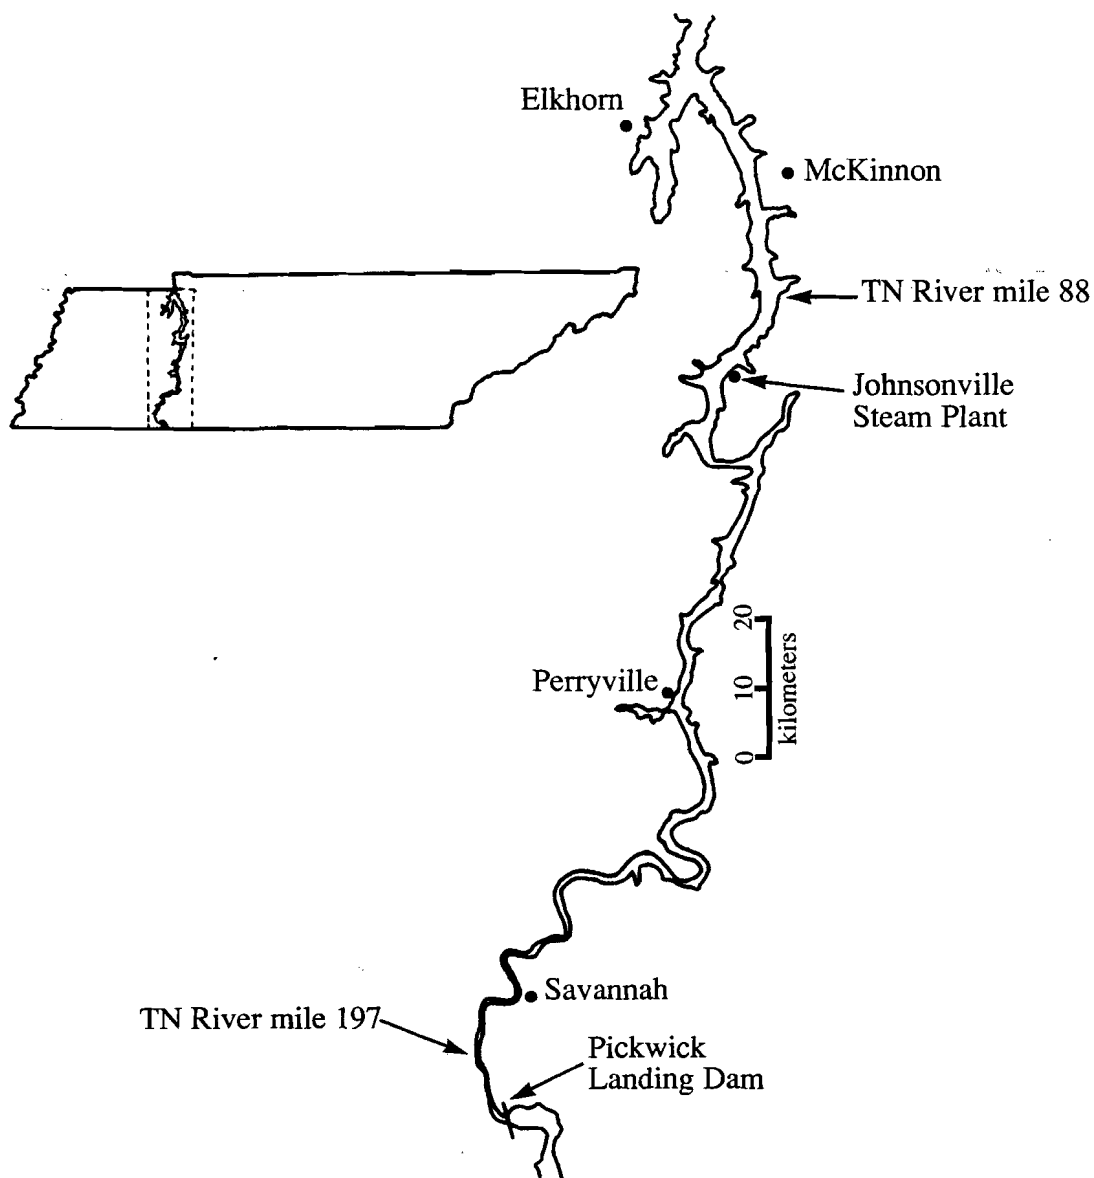 Elkhorn
McKinnon
TN River mile 88
Johnsonville
Steam Plant
20
10
0
kilometers
Perryville
Savannah
TN River mile 197
Pickwick
Landing Dam